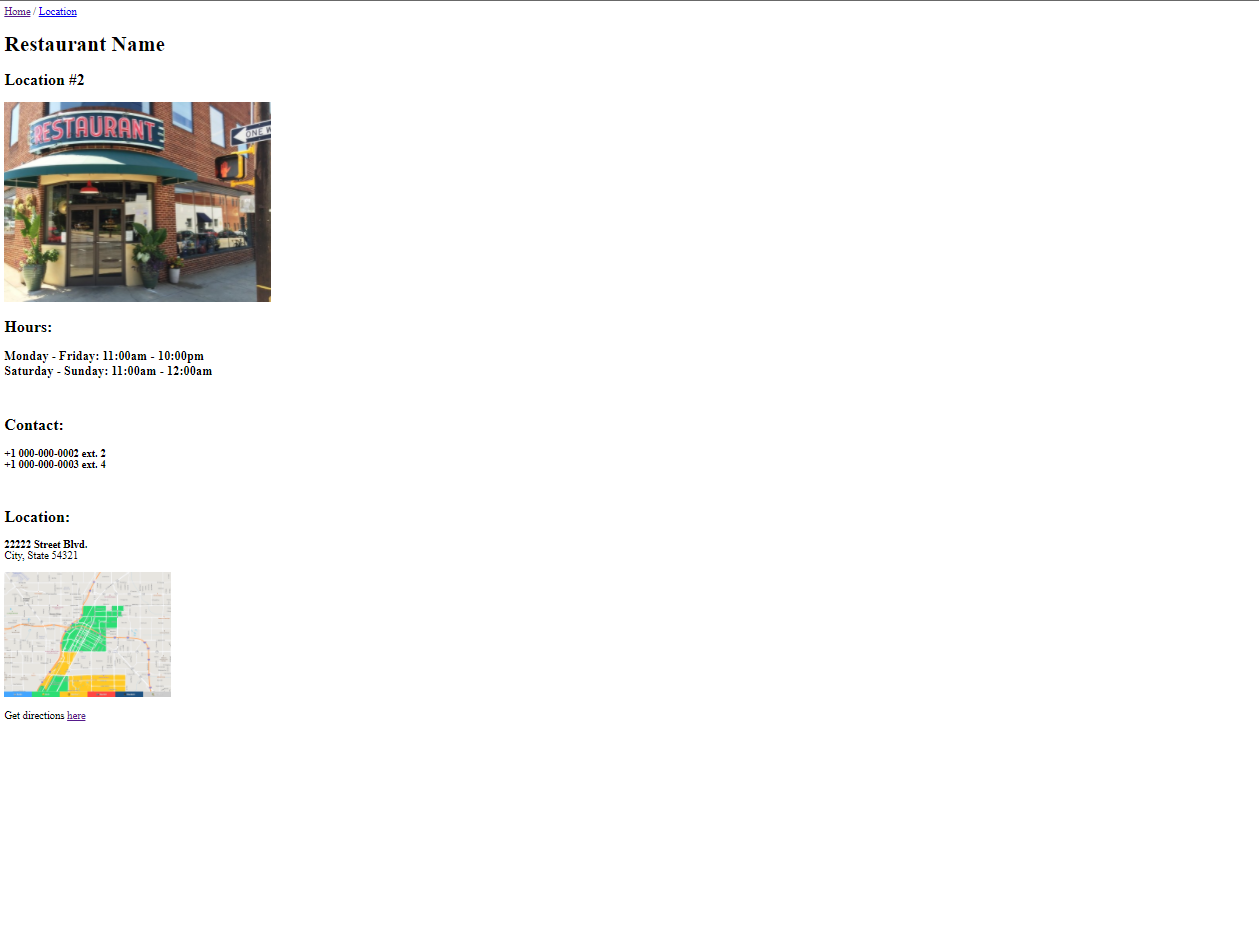 Home / Location
Restaurant Name
Location #2
RESTAURANT
ONE W
Hours:
Monday - Friday: 11:00am - 10:00pm
Saturday - Sunday: 11:00am - 12:00am
Contact:
+1 000-000-0002 ext. 2
+1 000-000-0003 ext. 4
Location:
22222 Street Blvd.
City, State 54321
Get directions here